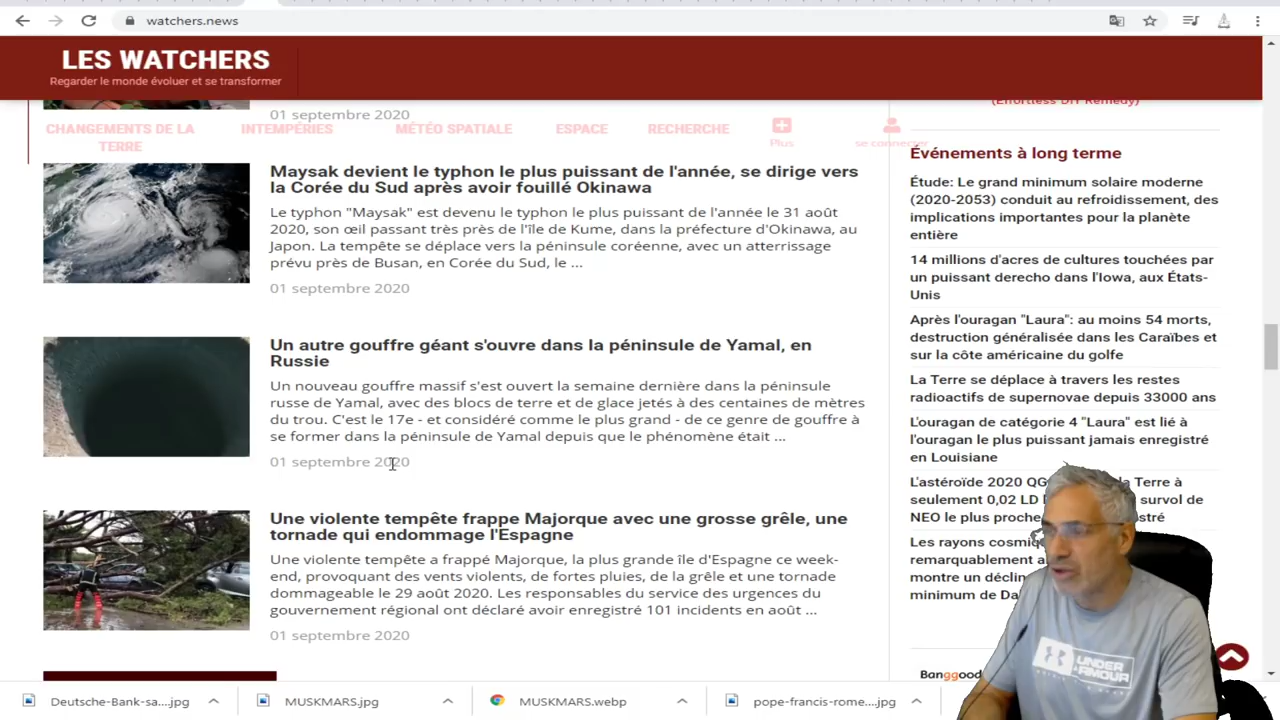 watchers.news
LES WATCHERS
Regarder le monde évoluer et se transformer
01 septembre 2020
CHANGEMENTS DE LA
TERRE
INTEMPÉRIES
MÉTÉO SPATIALE
ESPACE
RECHERCHE
Plus
se connecter
Maysak devient le typhon le plus puissant de l'année, se dirige vers
la Corée du Sud après avoir fouillé Okinawa
Le typhon "Maysak" est devenu le typhon le plus puissant de l'année le 31 août
2020, son œil passant très près de l'île de Kume, dans la préfecture d'Okinawa, au
Japon. La tempête se déplace vers la péninsule coréenne, avec un atterrissage
prévu près de Busan, en Corée du Sud, le ...
01 septembre 2020
Un autre gouffre géant s'ouvre dans la péninsule de Yamal, en
Russie
Un nouveau gouffre massif s'est ouvert la semaine dernière dans la péninsule
russe de Yamal, avec des blocs de terre et de glace jetés à des centaines de mètres
du trou. C'est le 17e - et considéré comme le plus grand - de ce genre de gouffre à
se former dans la péninsule de Yamal depuis que le phénomène était ...
01 septembre 2020
Une violente tempête frappe Majorque avec une grosse grêle, une
tornade qui endommage l'Espagne
Une violente tempête a frappé Majorque, la plus grande île d'Espagne ce week-
end, provoquant des vents violents, de fortes pluies, de la grêle et une tornade
dommageable le 29 août 2020. Les responsables du service des urgences du
gouvernement régional ont déclaré avoir enregistré 101 incidents en août ...
01 septembre 2020
(Effortless DIY Remedy)
Événements à long terme
Étude: Le grand minimum solaire moderne
(2020-2053) conduit au refroidissement, des
implications importantes pour la planète
entière
14 millions d'acres de cultures touchées par
un puissant derecho dans l'Iowa, aux États-
Unis
Après l'ouragan "Laura": au moins 54 morts,
destruction généralisée dans les Caraïbes et
sur la côte américaine du golfe
La Terre se déplace à travers les restes
radioactifs de supernovae depuis 33000 ans
L'ouragan de catégorie 4 "Laura" est lié à
l'ouragan le plus puissant jamais enregistré
en Louisiane
L'astéroïde 2020 QG la Terre à
seulement 0,02 LD survol de
NEO le plus proche
Les rayons
remarquablement
montre un déclin
minimum de
Banggood
UNDER
ARMOUR
Deutsche-Bank-sa....jpg
MUSKMARS.jpg
MUSKMARS.webp
pope-francis-rome....jpg